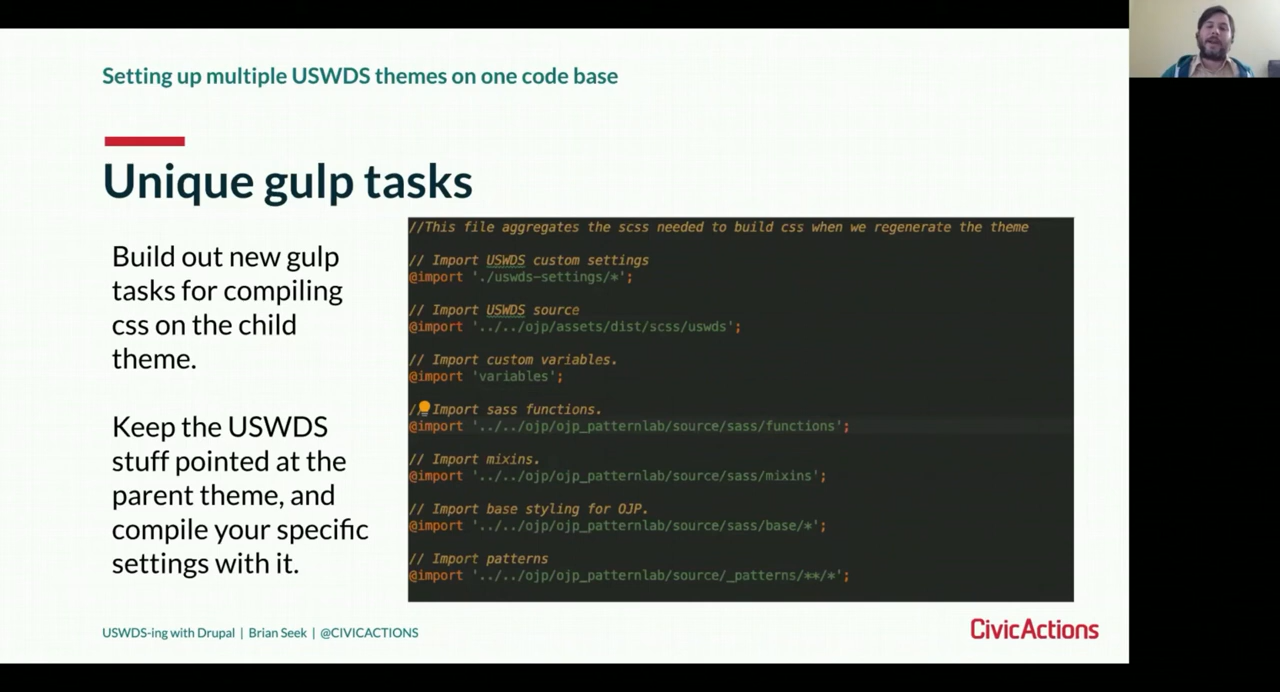 Setting up multiple USWDS themes on one code base
Unique gulp tasks
Build out new gulp
tasks for compiling
css on the child
theme.
Keep the USWDS
stuff pointed at the
parent theme, and
compile your specific
settings with it.
//This file aggregates the scss needed to build css when we regenerate the theme
// Import USWDS custom settings
@import './uswds-settings/*';
// Import USWDS source
@import '../../ojp/assets/dist/scss/uswds';
// Import custom variables.
@import 'variables';
// Import sass functions.
@import '../../ojp/ojp_patternlab/source/sass/functions';
// Import mixins.
@import '../../ojp/ojp_patternlab/source/sass/mixins';
// Import base styling for OJP.
@import '../../ojp/ojp_patternlab/source/sass/base/*';
// Import patterns
@import '../../ojp/ojp_patternlab/source/_patterns/**/*';
USWDS-ing with Drupal | Brian Seek | @CIVICACTIONS
CivicActions